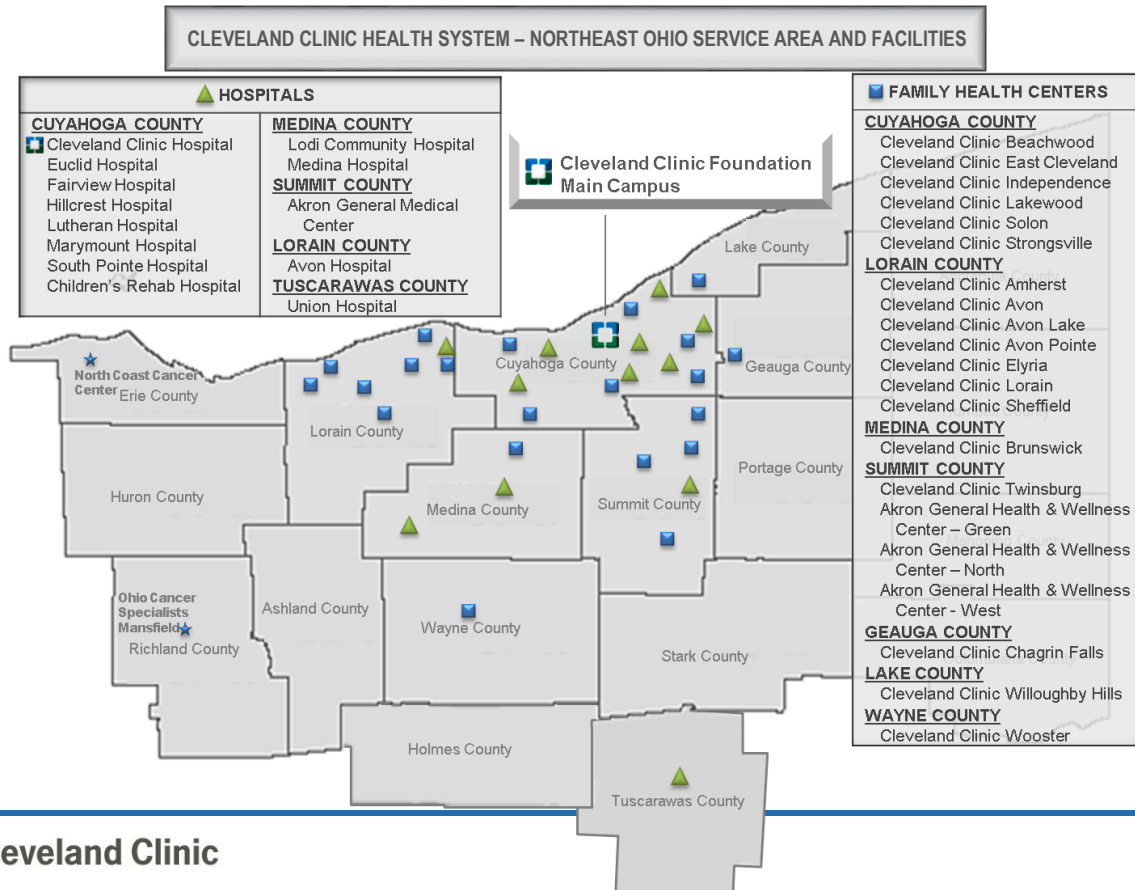 CLEVELAND CLINIC HEALTH SYSTEM – NORTHEAST OHIO SERVICE AREA AND FACILITIES
HOSPITALS
CUYAHOGA COUNTY
Cleveland Clinic Hospital
Euclid Hospital
Fairview Hospital
Hillcrest Hospital
Lutheran Hospital
Marymount Hospital
South Pointe Hospital
Children's Rehab Hospital
MEDINA COUNTY
Lodi Community Hospital
Medina Hospital
SUMMIT COUNTY
Akron General Medical
Center
LORAIN COUNTY
Avon Hospital
TUSCARAWAS COUNTY
Union Hospital
Cleveland Clinic Foundation
Main Campus
FAMILY HEALTH CENTERS
CUYAHOGA COUNTY
Cleveland Clinic Beachwood
Cleveland Clinic East Cleveland
Cleveland Clinic Independence
Cleveland Clinic Lakewood
Cleveland Clinic Solon
Cleveland Clinic Strongsville
LORAIN COUNTY
Cleveland Clinic Amherst
Cleveland Clinic Avon
Cleveland Clinic Avon Lake
Cleveland Clinic Avon Pointe
Cleveland Clinic Elyria
Cleveland Clinic Lorain
Cleveland Clinic Sheffield
MEDINA COUNTY
Cleveland Clinic Brunswick
SUMMIT COUNTY
Cleveland Clinic Twinsburg
Akron General Health & Wellness
Center – Green
Akron General Health & Wellness
Center – North
Akron General Health & Wellness
Center - West
GEAUGA COUNTY
Cleveland Clinic Chagrin Falls
LAKE COUNTY
Cleveland Clinic Willoughby Hills
WAYNE COUNTY
Cleveland Clinic Wooster
Lake County
Cuyahoga County
Geauga County
North Coast Cancer
Center
Erie County
Lorain County
Huron County
Medina County
Summit County
Portage County
Ohio Cancer
Specialists
Mansfield
Richland County
Ashland County
Wayne County
Stark County
Holmes County
Tuscarawas County
eveland Clinic